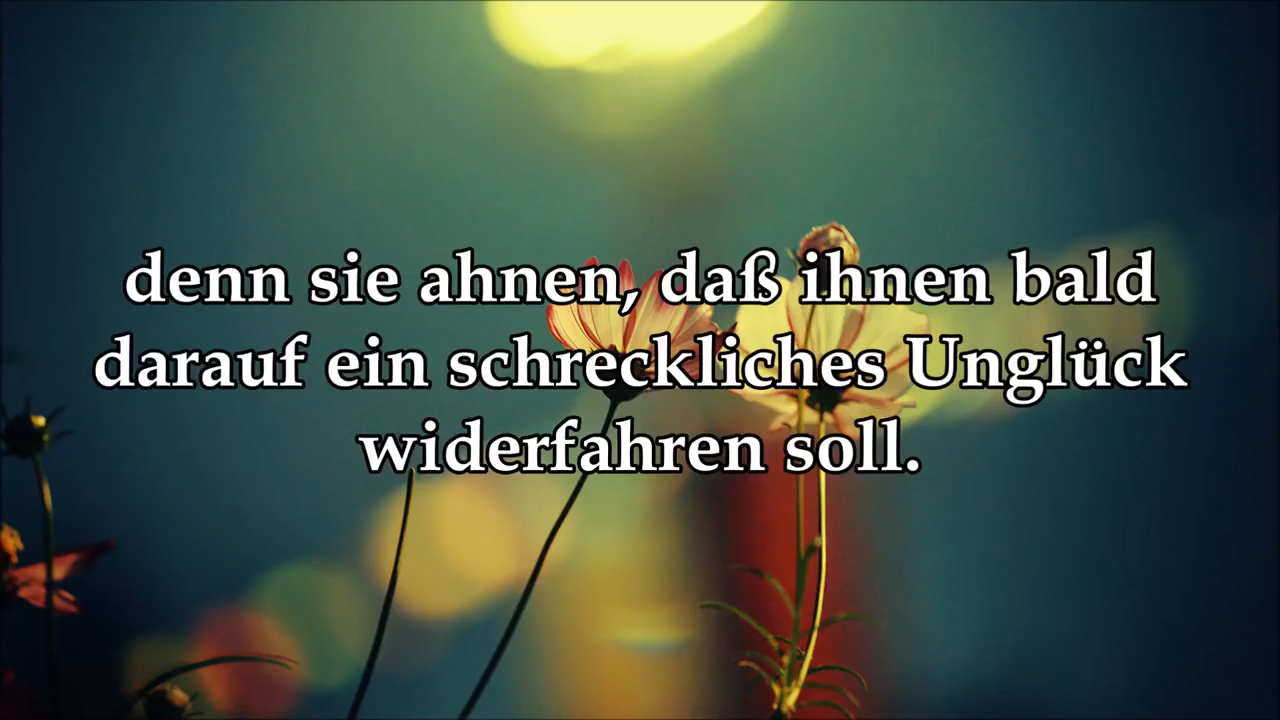 denn sie ahnen, daß ihnen bald
darauf ein schreckliches Unglück
widerfahren soll.